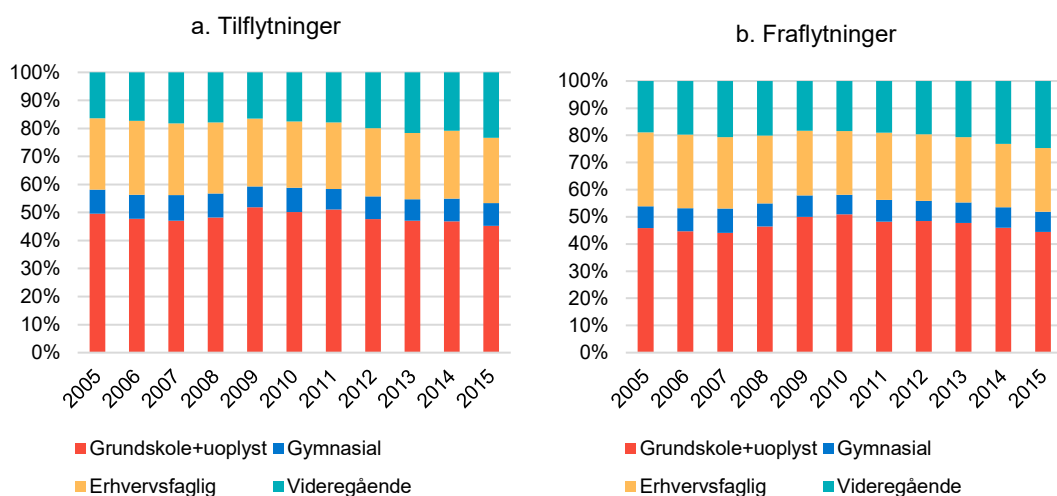 a. Tilflytninger
100%
90%
80%
70%
60%
50%
40%
30%
20%
10%
0%
2005 2006 2007 2008 2009 2010 2011 2012 2013 2014 2015
Grundskole+uoplyst Gymnasial
Erhvervsfaglig Videregående
b. Fraflytninger
100%
90%
80%
70%
60%
50%
40%
30%
20%
10%
0%
2005 2006 2007 2008 2009 2010 2011 2012 2013 2014 2015
Grundskole+uoplyst Gymnasial
Erhvervsfaglig Videregående